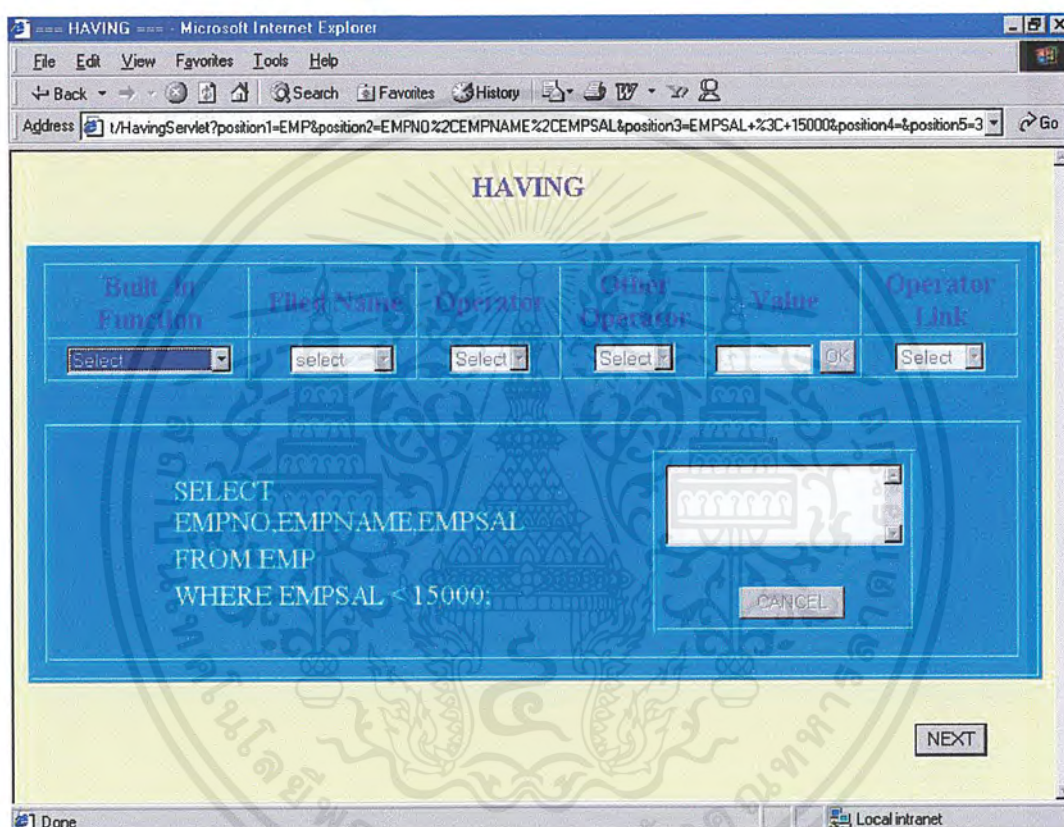 === HAVING === - Microsoft Internet Explorer
File Edit View Favorites Tools Help
Back Search Favorites History
Address t/HavingServlet?position1=EMP&position2=EMPNO%2CEMPNAME%2CEMPSAL&position3=EMPSAL+%3C+15000&position4=&position5=3 Go
HAVING
Built_In Function Filed Name Operator Other Operator Value Operator Link
Select select Select Select OK Select
SELECT
EMPNO,EMPNAME,EMPSAL
FROM EMP
WHERE EMPSAL < 15000;
CANCEL
NEXT
Done Local intranet